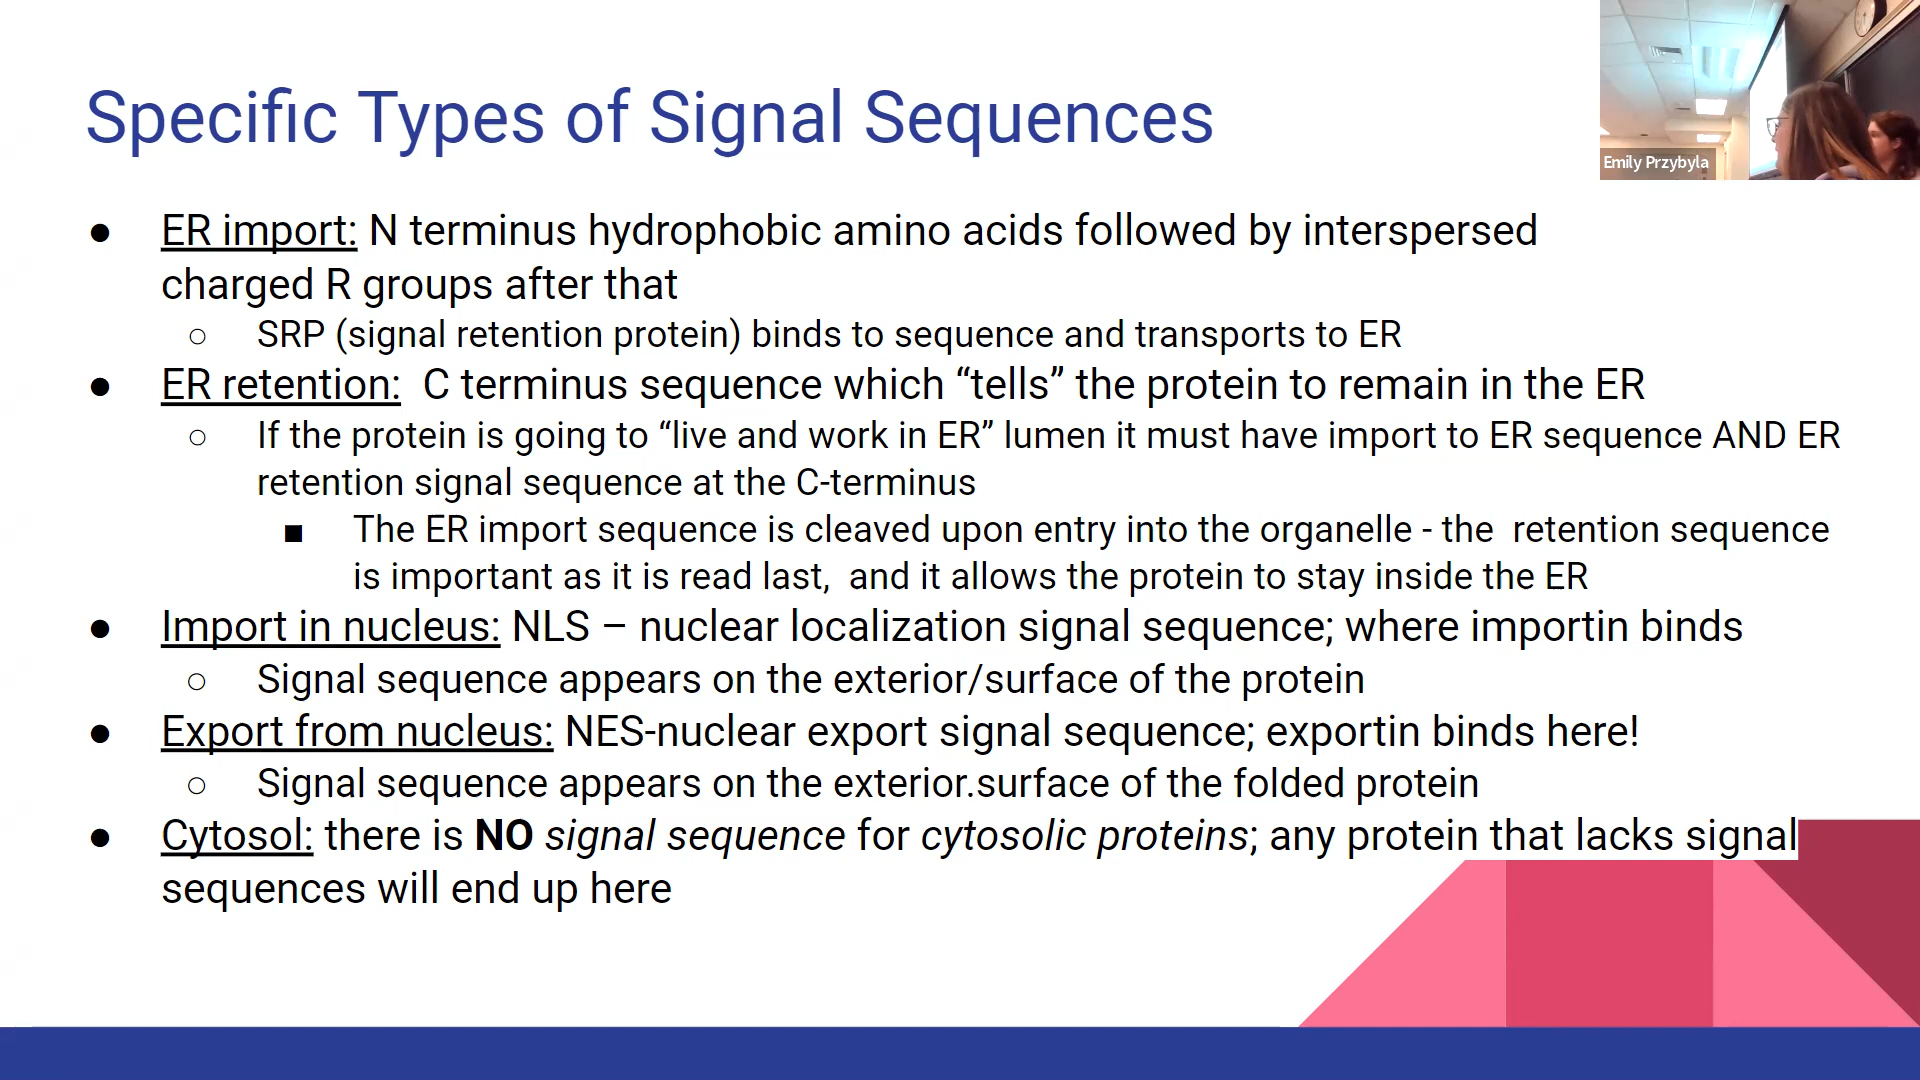 Specific Types of Signal Sequences
Emily Przybyla
● ER import: N terminus hydrophobic amino acids followed by interspersed
charged R groups after that
○ SRP (signal retention protein) binds to sequence and transports to ER
● ER retention:  C terminus sequence which “tells” the protein to remain in the ER
○ If the protein is going to “live and work in ER” lumen it must have import to ER sequence AND ER
retention signal sequence at the C-terminus
■ The ER import sequence is cleaved upon entry into the organelle - the  retention sequence
is important as it is read last,  and it allows the protein to stay inside the ER
● Import in nucleus: NLS – nuclear localization signal sequence; where importin binds
○ Signal sequence appears on the exterior/surface of the protein
● Export from nucleus: NES-nuclear export signal sequence; exportin binds here!
○ Signal sequence appears on the exterior.surface of the folded protein
● Cytosol: there is NO signal sequence for cytosolic proteins; any protein that lacks signal
sequences will end up here